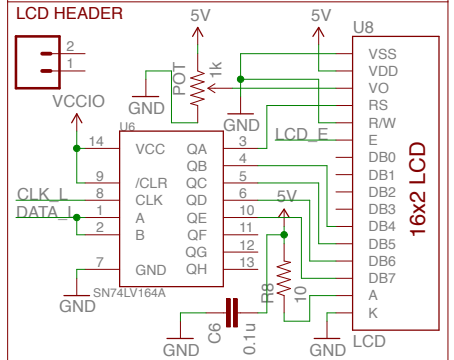 LCD HEADER
2
1
VCCIO
5V
POT
1k
GND
5V
GND
U8
VSS
VDD
VO
RS
R/W
LCD_E
E
DB0
DB1
DB2
DB3
DB4
DB5
DB6
DB7
A
K
16x2 LCD
LCD
U6
14 VCC QA 3
QB 4
9 /CLR QC 5
CLK_L 8 CLK QD 6
DATA_L 1 A QE 10
2 B QF 11
QG 12
7 GND QH 13
SN74LV164A
GND
5V
R8
10
C6
0.1u
GND
GND